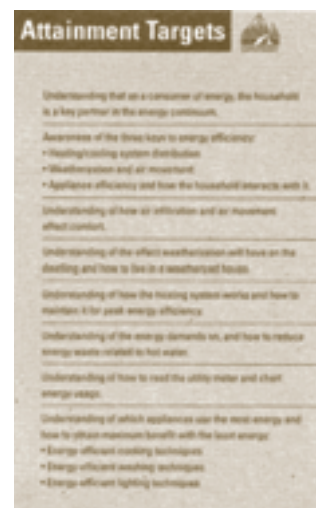 Attainment Targets
Understanding that as a consumer of energy, the household
is a key partner in the energy continuum.
Awareness of the three keys to energy efficiency:
• Heating/cooling system distribution
• Weatherization and air movement
• Appliance efficiency and how the household interacts with it.
Understanding of how air infiltration and air movement
effect comfort.
Understanding of the effect weatherization will have on the
dwelling and how to live in a weatherized house.
Understanding of how the heating system works and how to
maintain it for peak energy efficiency.
Understanding of the energy demands on, and how to reduce
energy waste related to hot water.
Understanding of how to read the utility meter and chart
energy usage.
Understanding of which appliances use the most energy and
how to obtain maximum benefit with the least energy:
• Energy-efficient cooking techniques
• Energy-efficient washing techniques
• Energy-efficient lighting techniques